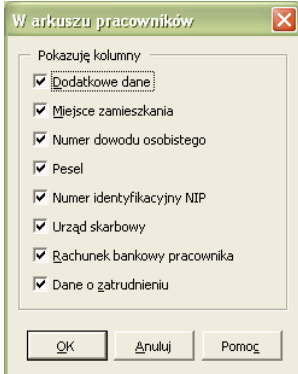 W arkuszu pracowników
Pokazuję kolumny
Dodatkowe dane
Miejsce zamieszkania
Numer dowodu osobistego
Pesel
Numer identyfikacyjny NIP
Urząd skarbowy
Rachunek bankowy pracownika
Dane o zatrudnieniu
OK Anuluj Pomoc